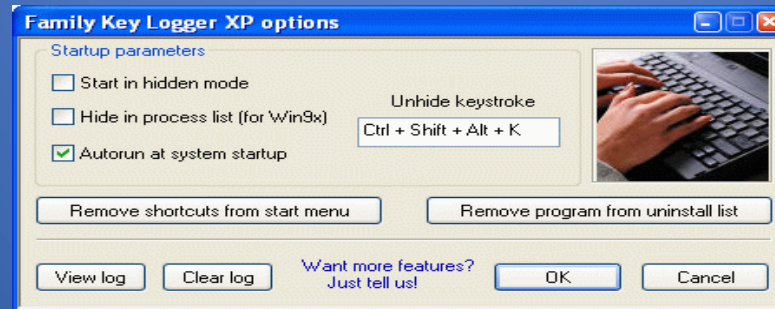 Family Key Logger XP options
Startup parameters
Start in hidden mode
Hide in process list (for Win9x)
Autorun at system startup
Unhide keystroke
Ctrl + Shift + Alt + K
Remove shortcuts from start menu
Remove program from uninstall list
View log
Clear log
Want more features?
Just tell us!
OK
Cancel